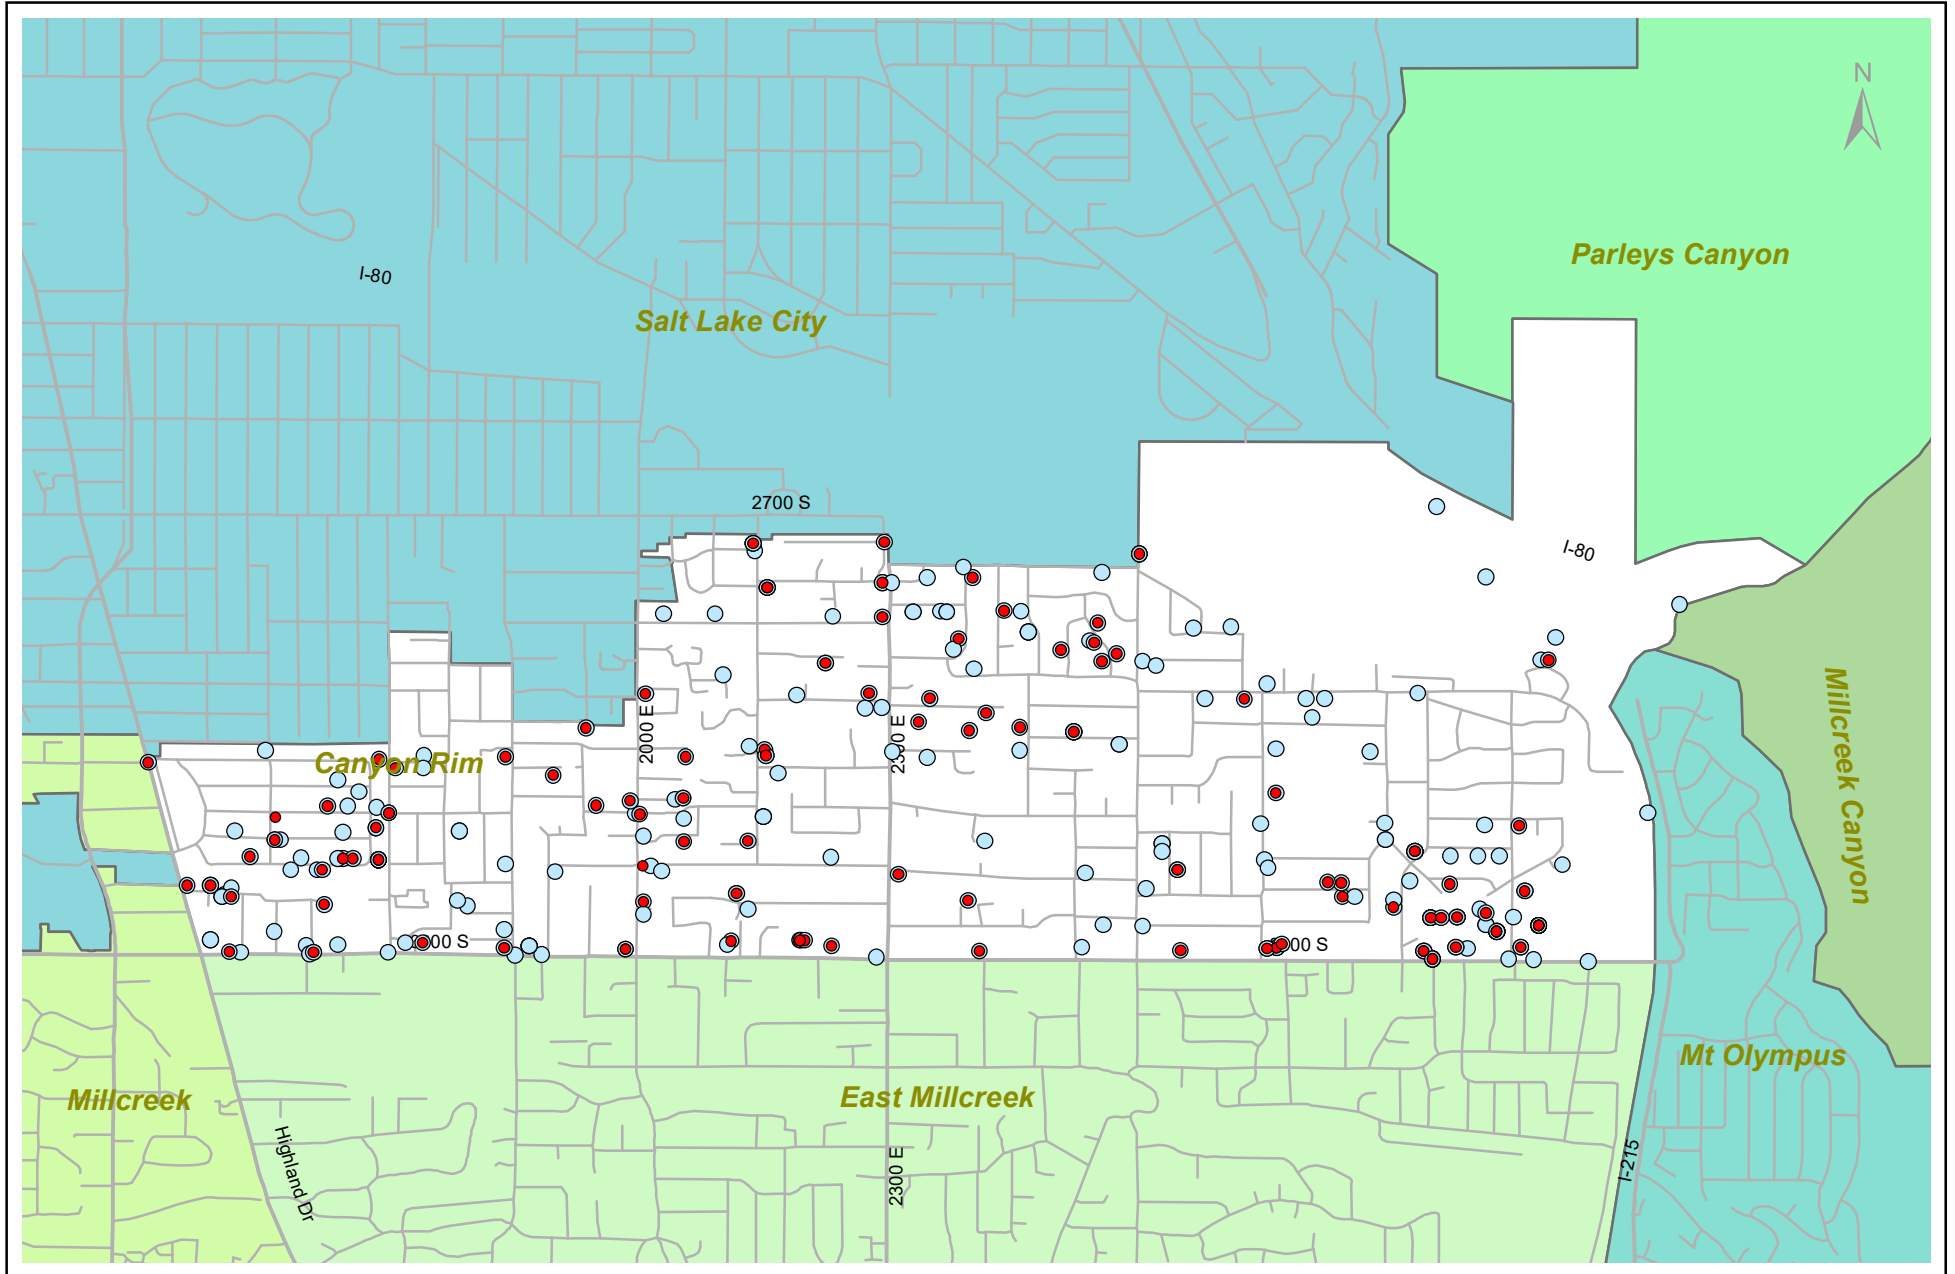 N
Parleys Canyon
I-80
Salt Lake City
2700 S
I-80
2000 E
2300 E
Canyon Rim
Millcreek Canyon
00 S
00 S
Mt Olympus
Millcreek
East Millcreek
Highland Dr
2300 E
I-215